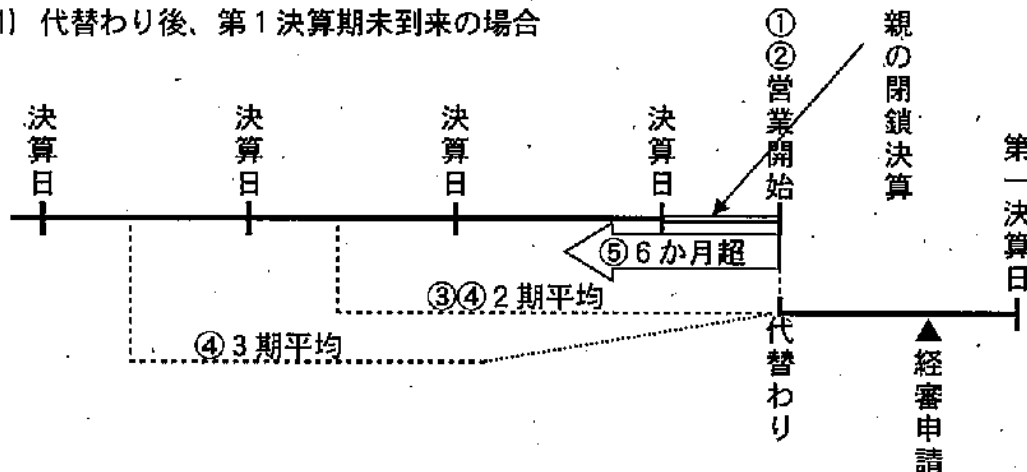 1) 代替わり後、第1決算期未到来の場合
決算日
決算日
決算日
決算日
①②営業開始
親の閉鎖決算
第一決算日
⑤6か月超
③④2期平均
④3期平均
代替わり
▲経審申請